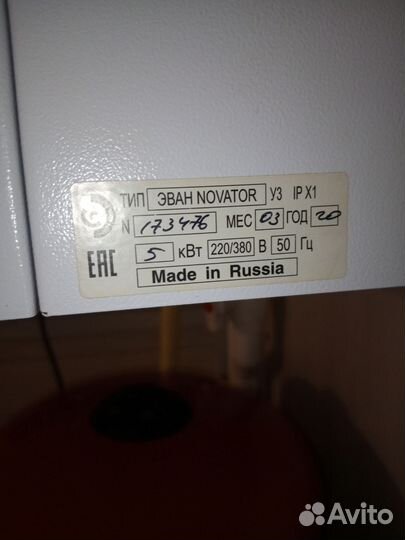 ТИП ЭВАН NOVATOR У3 IP X1
N 173476 МЕС 03 ГОД 20
5 кВт 220/380 В 50 Гц
ЕАС Made in Russia
Avito